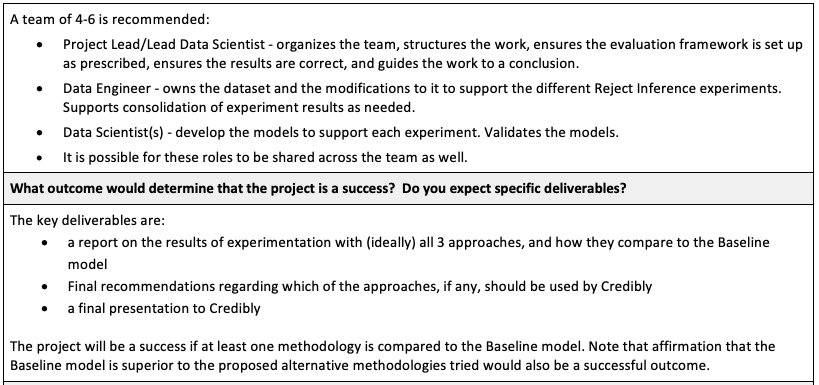 A team of 4-6 is recommended:
• Project Lead/Lead Data Scientist - organizes the team, structures the work, ensures the evaluation framework is set up
as prescribed, ensures the results are correct, and guides the work to a conclusion.
• Data Engineer - owns the dataset and the modifications to it to support the different Reject Inference experiments.
Supports consolidation of experiment results as needed.
• Data Scientist(s) - develop the models to support each experiment. Validates the models.
• It is possible for these roles to be shared across the team as well.
What outcome would determine that the project is a success?  Do you expect specific deliverables?
The key deliverables are:
• a report on the results of experimentation with (ideally) all 3 approaches, and how they compare to the Baseline
model
• Final recommendations regarding which of the approaches, if any, should be used by Credibly
• a final presentation to Credibly
The project will be a success if at least one methodology is compared to the Baseline model. Note that affirmation that the
Baseline model is superior to the proposed alternative methodologies tried would also be a successful outcome.